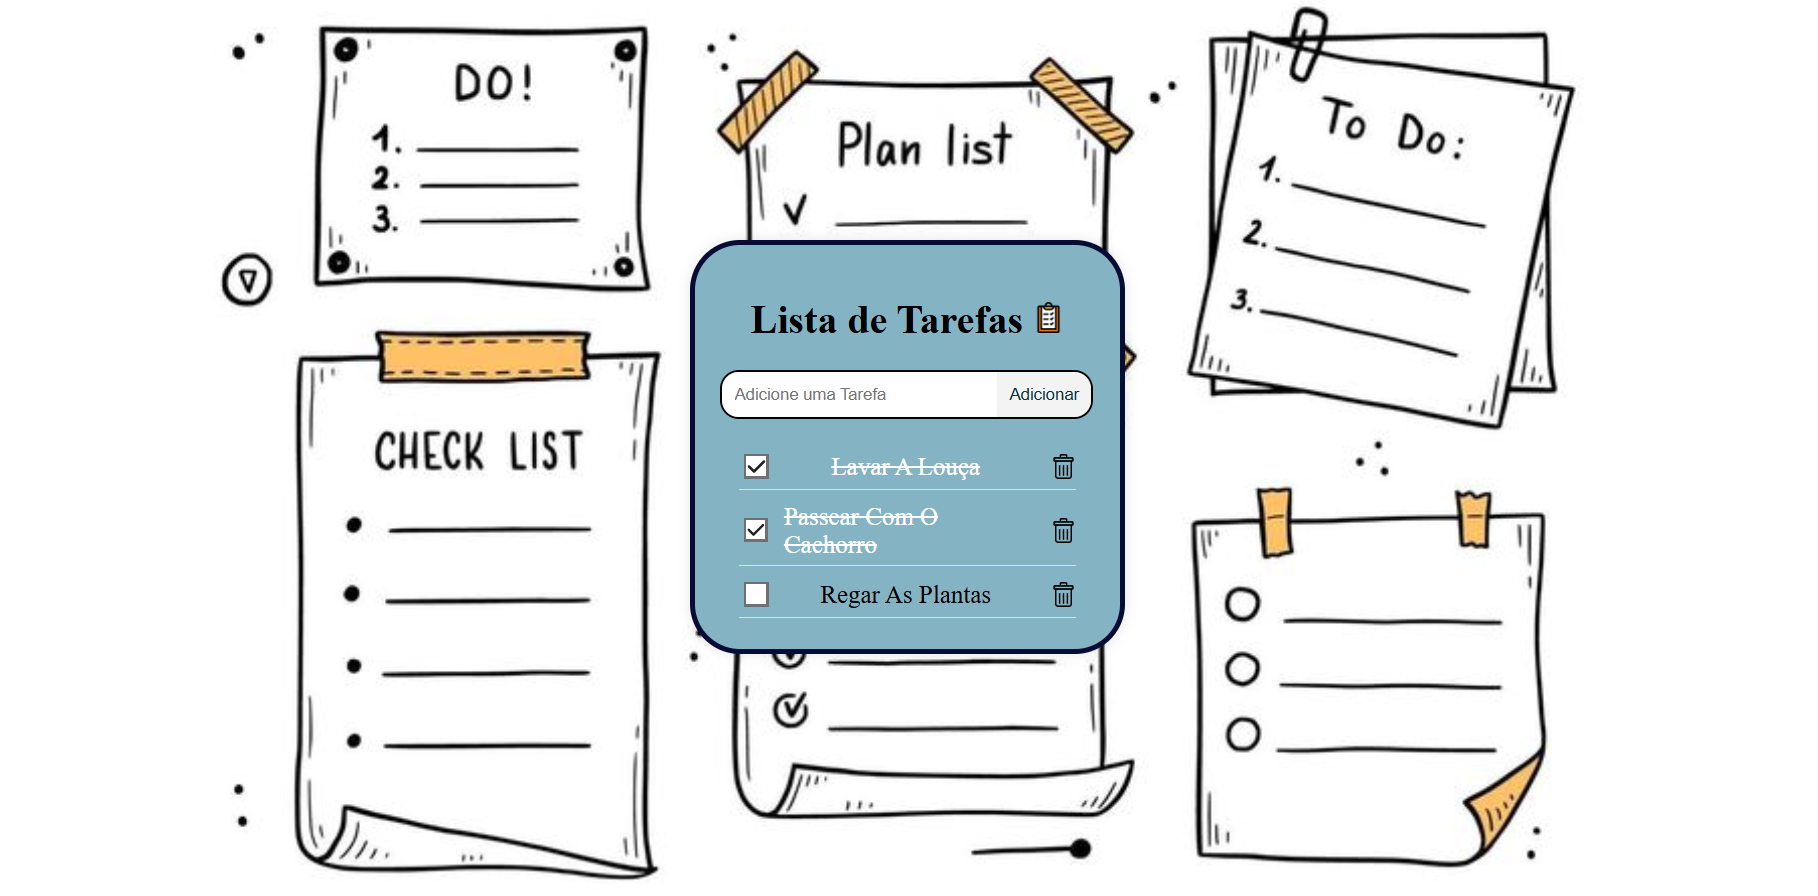 DO!
1.
2.
3.
Plan list
To Do:
1.
2.
3.
CHECK LIST
Lista de Tarefas
Adicione uma Tarefa
Adicionar
Lavar A Louça
Passear Com O
Cachorro
Regar As Plantas